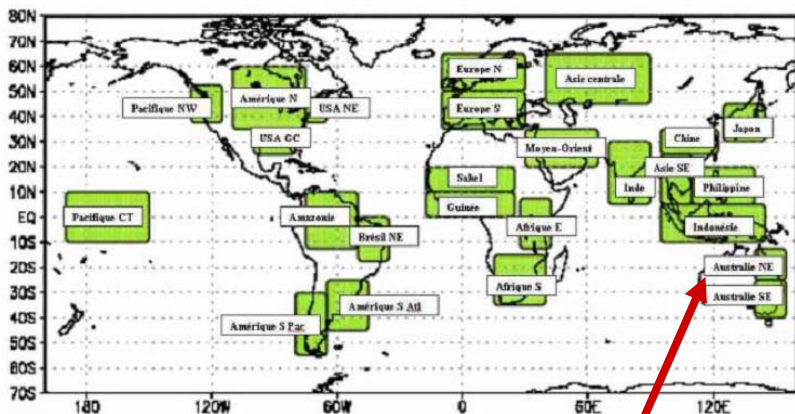 80N
70N
60N
50N
40N
30N
20N
10N
EQ
10S
20S
30S
40S
50S
60S
70S
Europe N
Asie centrale
Pacifique NW
Amérique N
USA NE
Europe S
Japon
USA GC
Moyen-Orient
Chine
Asie SE
Sahel
Inde
Philippine
Pacifique CT
Amazonie
Guinée
Brésil NE
Afrique E
Indonésie
Australie NE
Afrique S
Australie SE
Amérique S Atl
Amérique S Pac
180 120W 60W 0 60E 120E